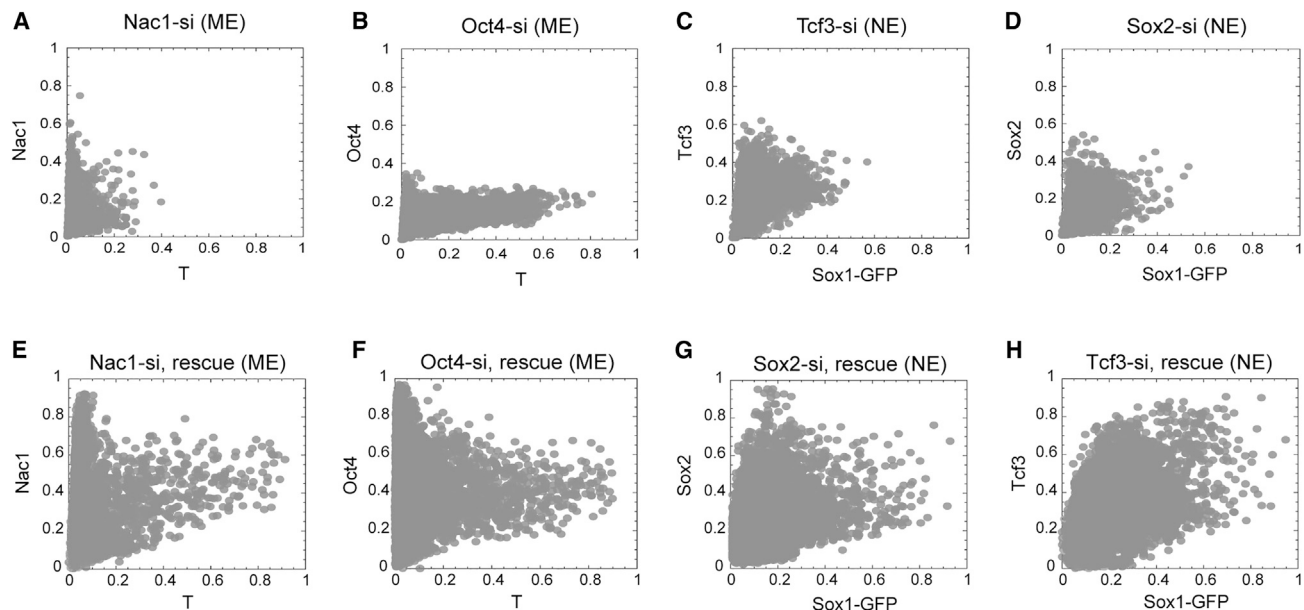 A Nac1-si (ME)
1
0.8
0.6
0.4
0.2
0
0 0.2 0.4 0.6 0.8 1
Nac1
T
B Oct4-si (ME)
1
0.8
0.6
0.4
0.2
0
0 0.2 0.4 0.6 0.8 1
Oct4
T
C Tcf3-si (NE)
1
0.8
0.6
0.4
0.2
0
0 0.2 0.4 0.6 0.8 1
Tcf3
Sox1-GFP
D Sox2-si (NE)
1
0.8
0.6
0.4
0.2
0
0 0.2 0.4 0.6 0.8 1
Sox2
Sox1-GFP
E Nac1-si, rescue (ME)
1
0.8
0.6
0.4
0.2
0
0 0.2 0.4 0.6 0.8 1
Nac1
T
F Oct4-si, rescue (ME)
1
0.8
0.6
0.4
0.2
0
0 0.2 0.4 0.6 0.8 1
Oct4
T
G Sox2-si, rescue (NE)
1
0.8
0.6
0.4
0.2
0
0 0.2 0.4 0.6 0.8 1
Sox2
Sox1-GFP
H Tcf3-si, rescue (NE)
1
0.8
0.6
0.4
0.2
0
0 0.2 0.4 0.6 0.8 1
Tcf3
Sox1-GFP